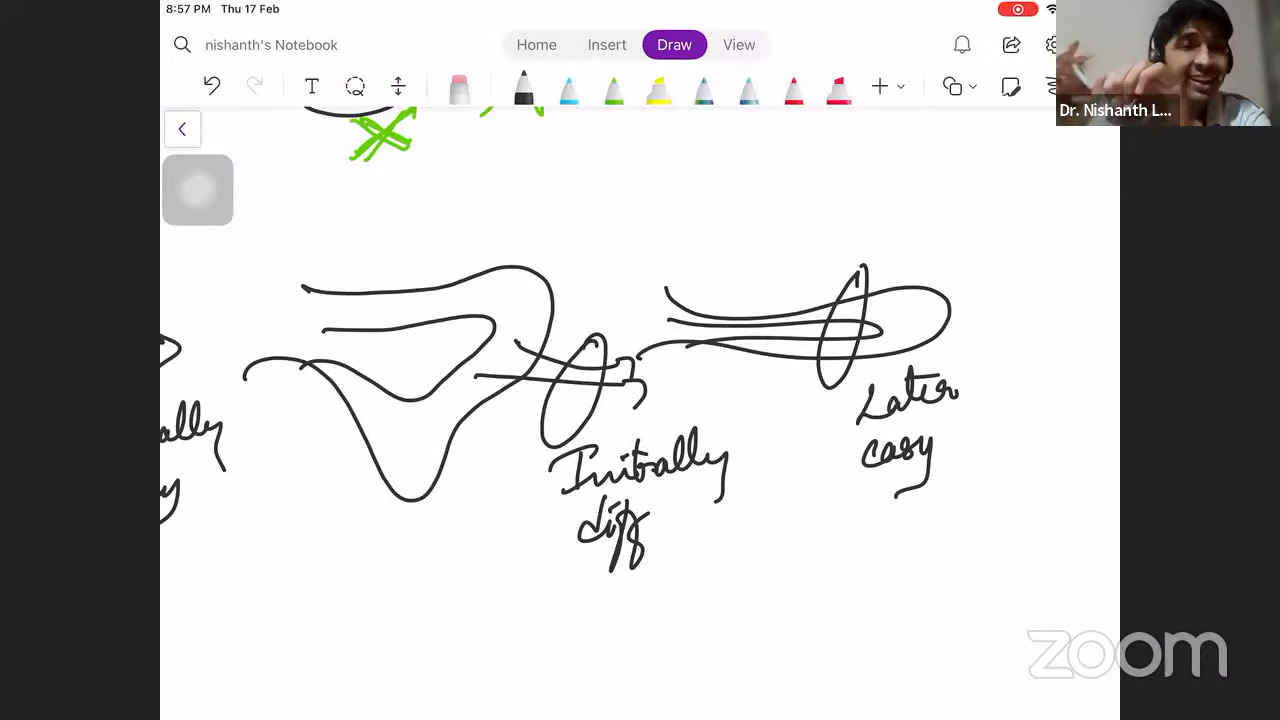 8:57 PM Thu 17 Feb
nishanth's Notebook
Home Insert Draw View
Dr. Nishanth L...
T
Later
easy
ally
y
Initially
diff
zoom